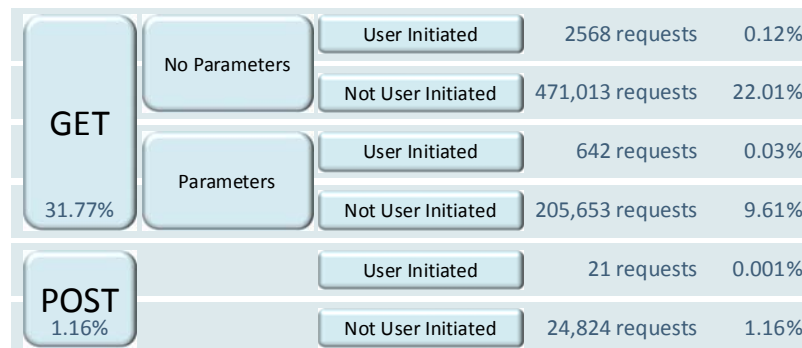 User Initiated 2568 requests 0.12%
No Parameters
Not User Initiated 471,013 requests 22.01%
GET
User Initiated 642 requests 0.03%
Parameters
31.77% Not User Initiated 205,653 requests 9.61%
User Initiated 21 requests 0.001%
POST
1.16% Not User Initiated 24,824 requests 1.16%